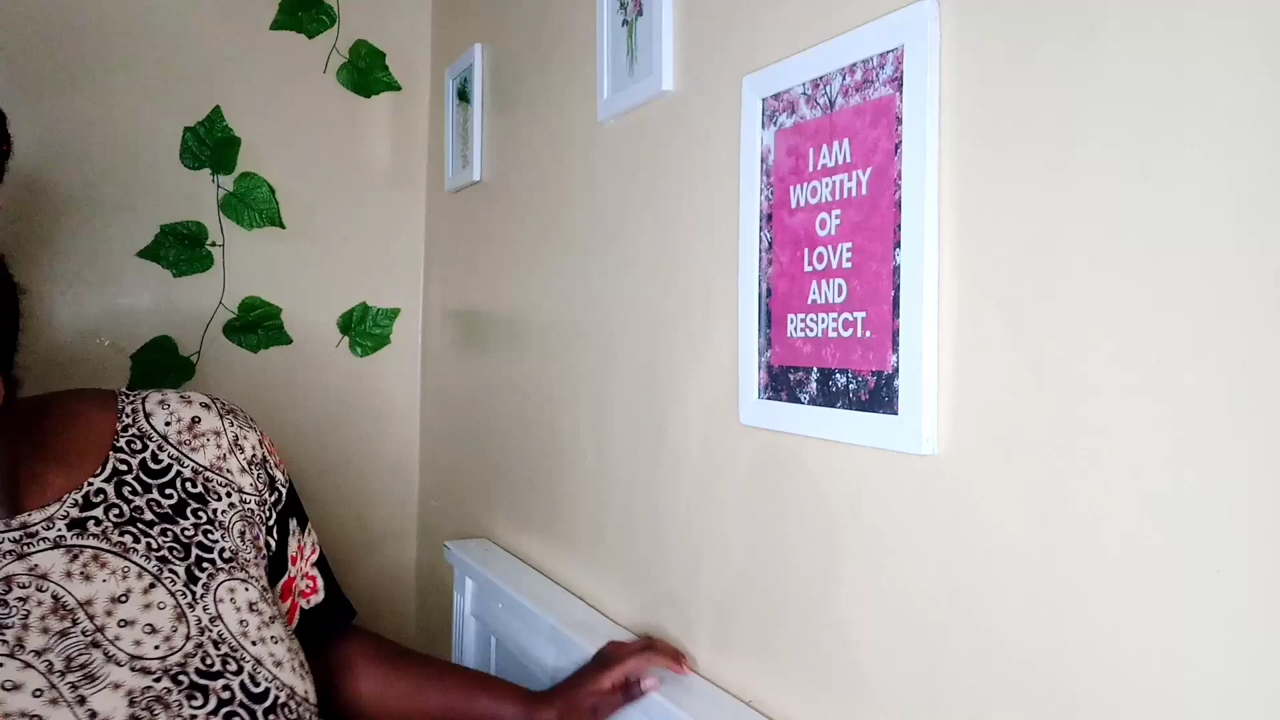 I AM
WORTHY
OF
LOVE
AND
RESPECT.